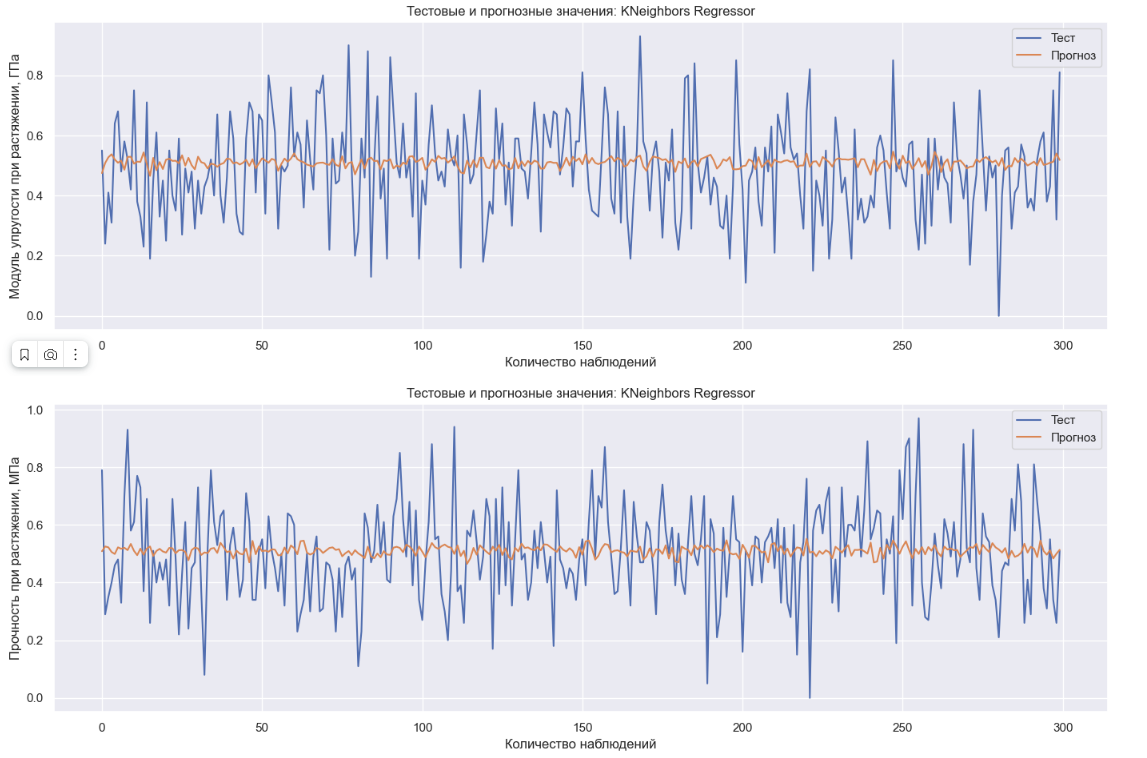 Тестовые и прогнозные значения: KNeighbors Regressor
Тест
Прогноз
Модуль упругости при растяжении, ГПа
0.8
0.6
0.4
0.2
0.0
0 50 100 150 200 250 300
Количество наблюдений
Тестовые и прогнозные значения: KNeighbors Regressor
Тест
Прогноз
Прочность при растяжении, МПа
1.0
0.8
0.6
0.4
0.2
0.0
0 50 100 150 200 250 300
Количество наблюдений